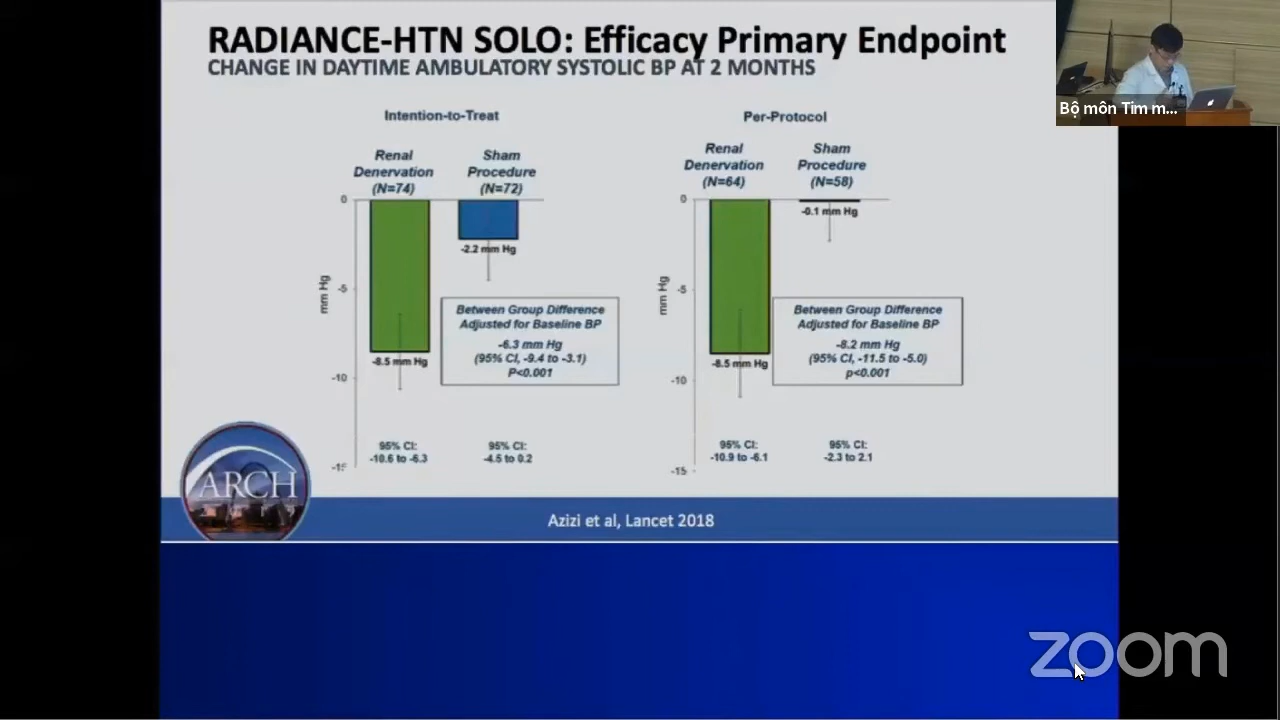 RADIANCE-HTN SOLO: Efficacy Primary Endpoint
CHANGE IN DAYTIME AMBULATORY SYSTOLIC BP AT 2 MONTHS
Bộ môn Tim m...
Intention-to-Treat
Renal
Denervation
(N=74)
Sham
Procedure
(N=72)
0
-5
-10
-15
mm Hg
-8.5 mm Hg
-2.2 mm Hg
Between Group Difference
Adjusted for Baseline BP
-6.3 mm Hg
(95% CI, -9.4 to -3.1)
P<0.001
95% CI:
-10.6 to -6.3
95% CI:
-4.5 to 0.2
Per-Protocol
Renal
Denervation
(N=64)
Sham
Procedure
(N=58)
0
-5
-10
-15
mm Hg
-8.5 mm Hg
-0.1 mm Hg
Between Group Difference
Adjusted for Baseline BP
-8.2 mm Hg
(95% CI, -11.5 to -5.0)
p<0.001
95% CI:
-10.9 to -6.1
95% CI:
-2.3 to 2.1
ARCH
Azizi et al, Lancet 2018
zoom